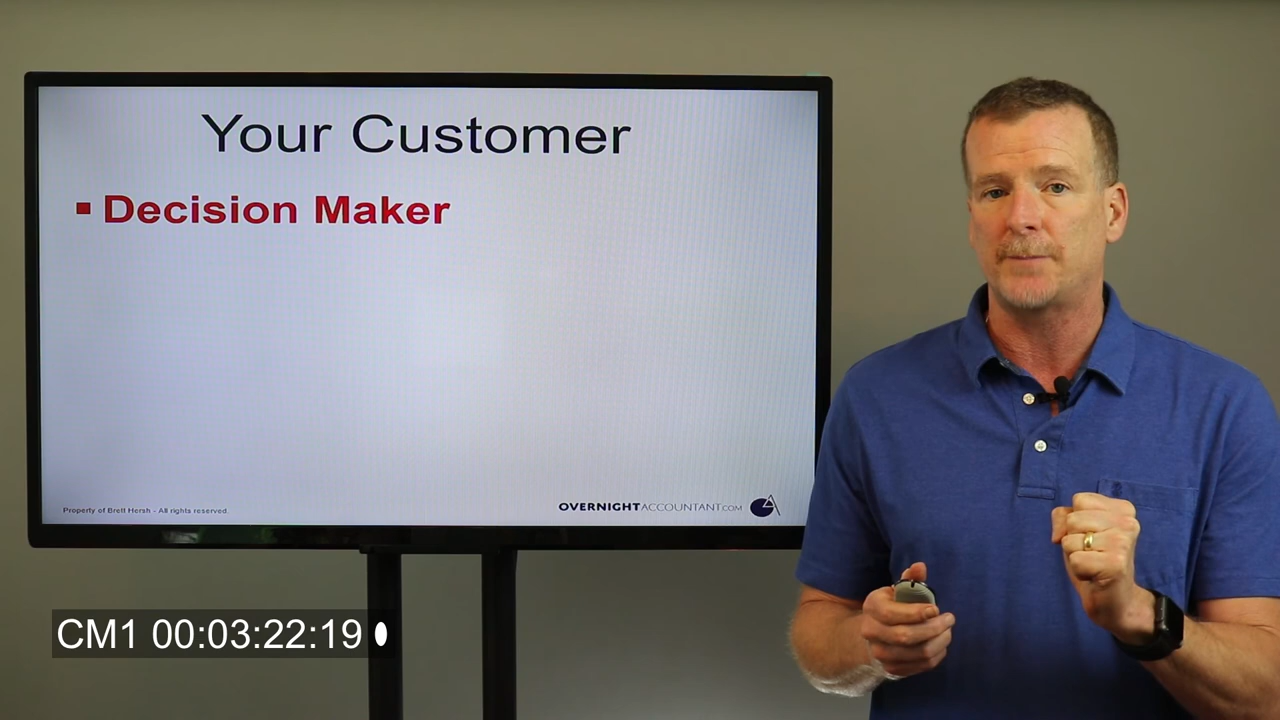 Your Customer
▪ Decision Maker
Property of Brett Hersh - All rights reserved.
OVERNIGHTACCOUNTANT.COM
CM1 00:03:22:19